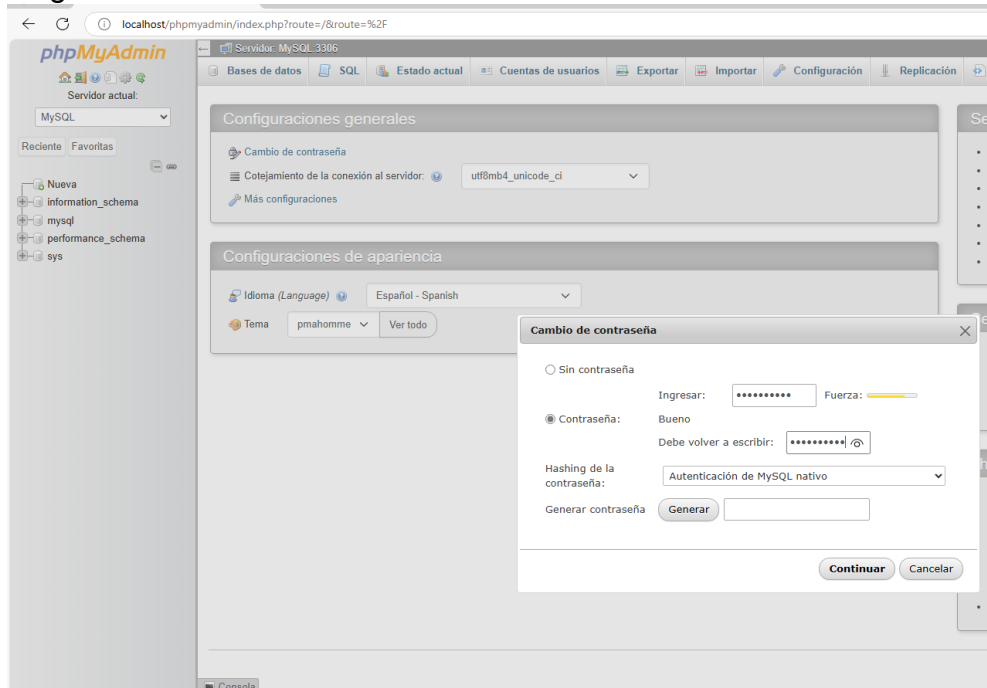 localhost/phpmyadmin/index.php?route=/&route=%2F
phpMyAdmin
Servidor actual:
MySQL
Reciente Favoritas
Nueva
information_schema
mysql
performance_schema
sys
Servidor: MySQL:3306
Bases de datos SQL Estado actual Cuentas de usuarios Exportar Importar Configuración Replicación
Configuraciones generales
Cambio de contraseña
Cotejamiento de la conexión al servidor: utf8mb4_unicode_ci
Más configuraciones
Configuraciones de apariencia
Idioma (Language) Español - Spanish
Tema pmahomme Ver todo
Cambio de contraseña
Sin contraseña
Ingresar: •••••••••• Fuerza:
Contraseña: Bueno
Debe volver a escribir: ••••••••••
Hashing de la
contraseña: Autenticación de MySQL nativo
Generar contraseña Generar
Continuar Cancelar
Consola